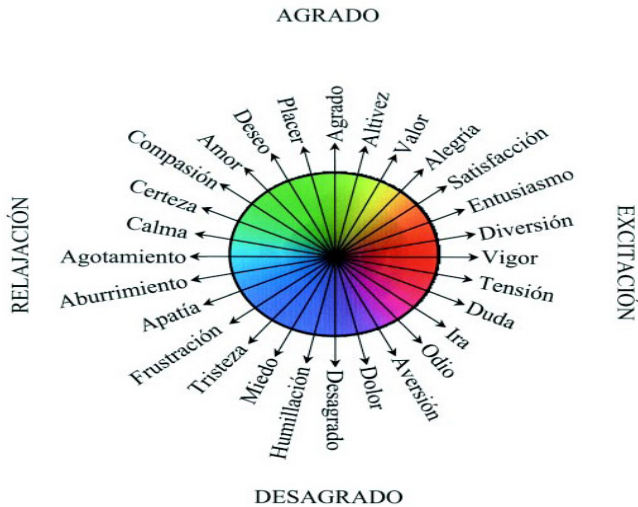 AGRADO
Agrado
Altivez
Valor
Alegría
Satisfacción
Entusiasmo
Diversión
Vigor
Tensión
Duda
Ira
Odio
Aversión
Dolor
Desagrado
Humillación
Miedo
Tristeza
Frustración
Apatía
Aburrimiento
Agotamiento
Calma
Certeza
Compasión
Amor
Deseo
Placer
RELAJACIÓN
EXCITACIÓN
DESAGRADO